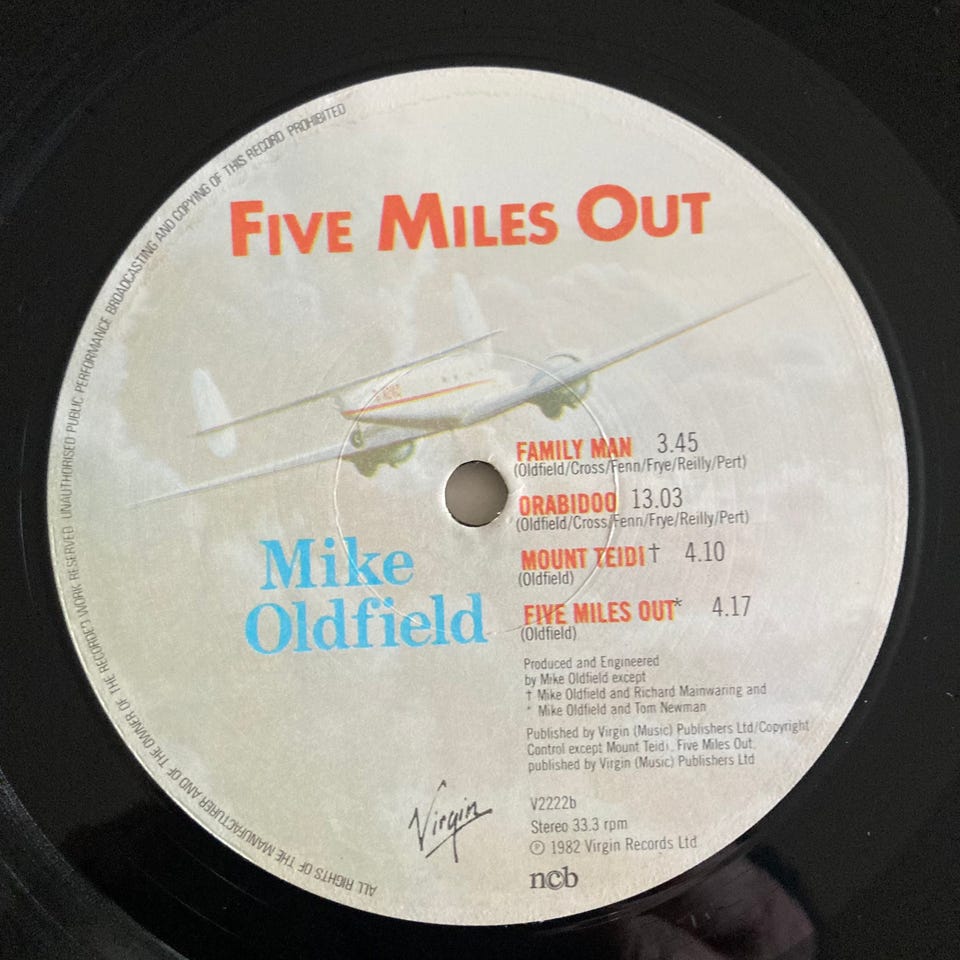 FIVE MILES OUT
FAMILY MAN 3.45
(Oldfield/Cross/Fenn/Frye/Reilly/Pert)
ORABIDOO 13.03
(Oldfield/Cross/Fenn/Frye/Reilly/Pert)
MOUNT TEIDI † 4.10
(Oldfield)
FIVE MILES OUT* 4.17
(Oldfield)
Mike
Oldfield
Produced and Engineered
by Mike Oldfield except
† Mike Oldfield and Richard Mainwaring and
* Mike Oldfield and Tom Newman
Published by Virgin (Music) Publishers Ltd/Copyright
Control except Mount Teidi, Five Miles Out,
published by Virgin (Music) Publishers Ltd
Virgin
V2222b
Stereo 33.3 rpm
℗ 1982 Virgin Records Ltd
ncb
ALL RIGHTS OF THE MANUFACTURER AND OF THE OWNER OF THE RECORDED WORK RESERVED UNAUTHORISED PUBLIC PERFORMANCE BROADCASTING AND COPYING OF THIS RECORD PROHIBITED